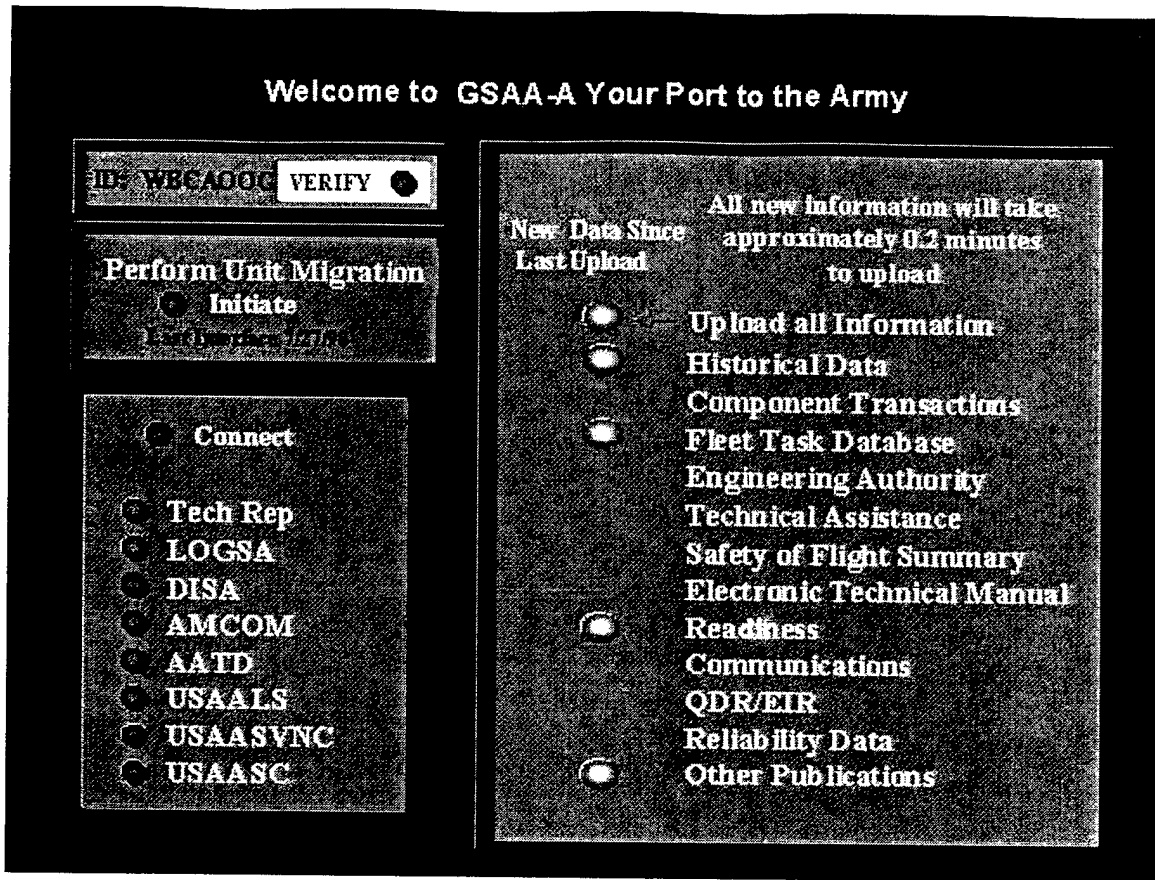 Welcome to GSAA-A Your Port to the Army
ID: WBCAOOG VERIFY
Perform Unit Migration
Initiate
Last
Connect
Tech Rep
LOGSA
DISA
AMCOM
AATD
USAALS
USAASVNC
USAASC
New Data Since
Last Upload
All new information will take
approximately 0.2 minutes
to upload
Upload all Information
Historical Data
Component Transactions
Fleet Task Database
Engineering Authority
Technical Assistance
Safety of Flight Summary
Electronic Technical Manual
Readiness
Communications
QDR/EIR
Reliability Data
Other Publications